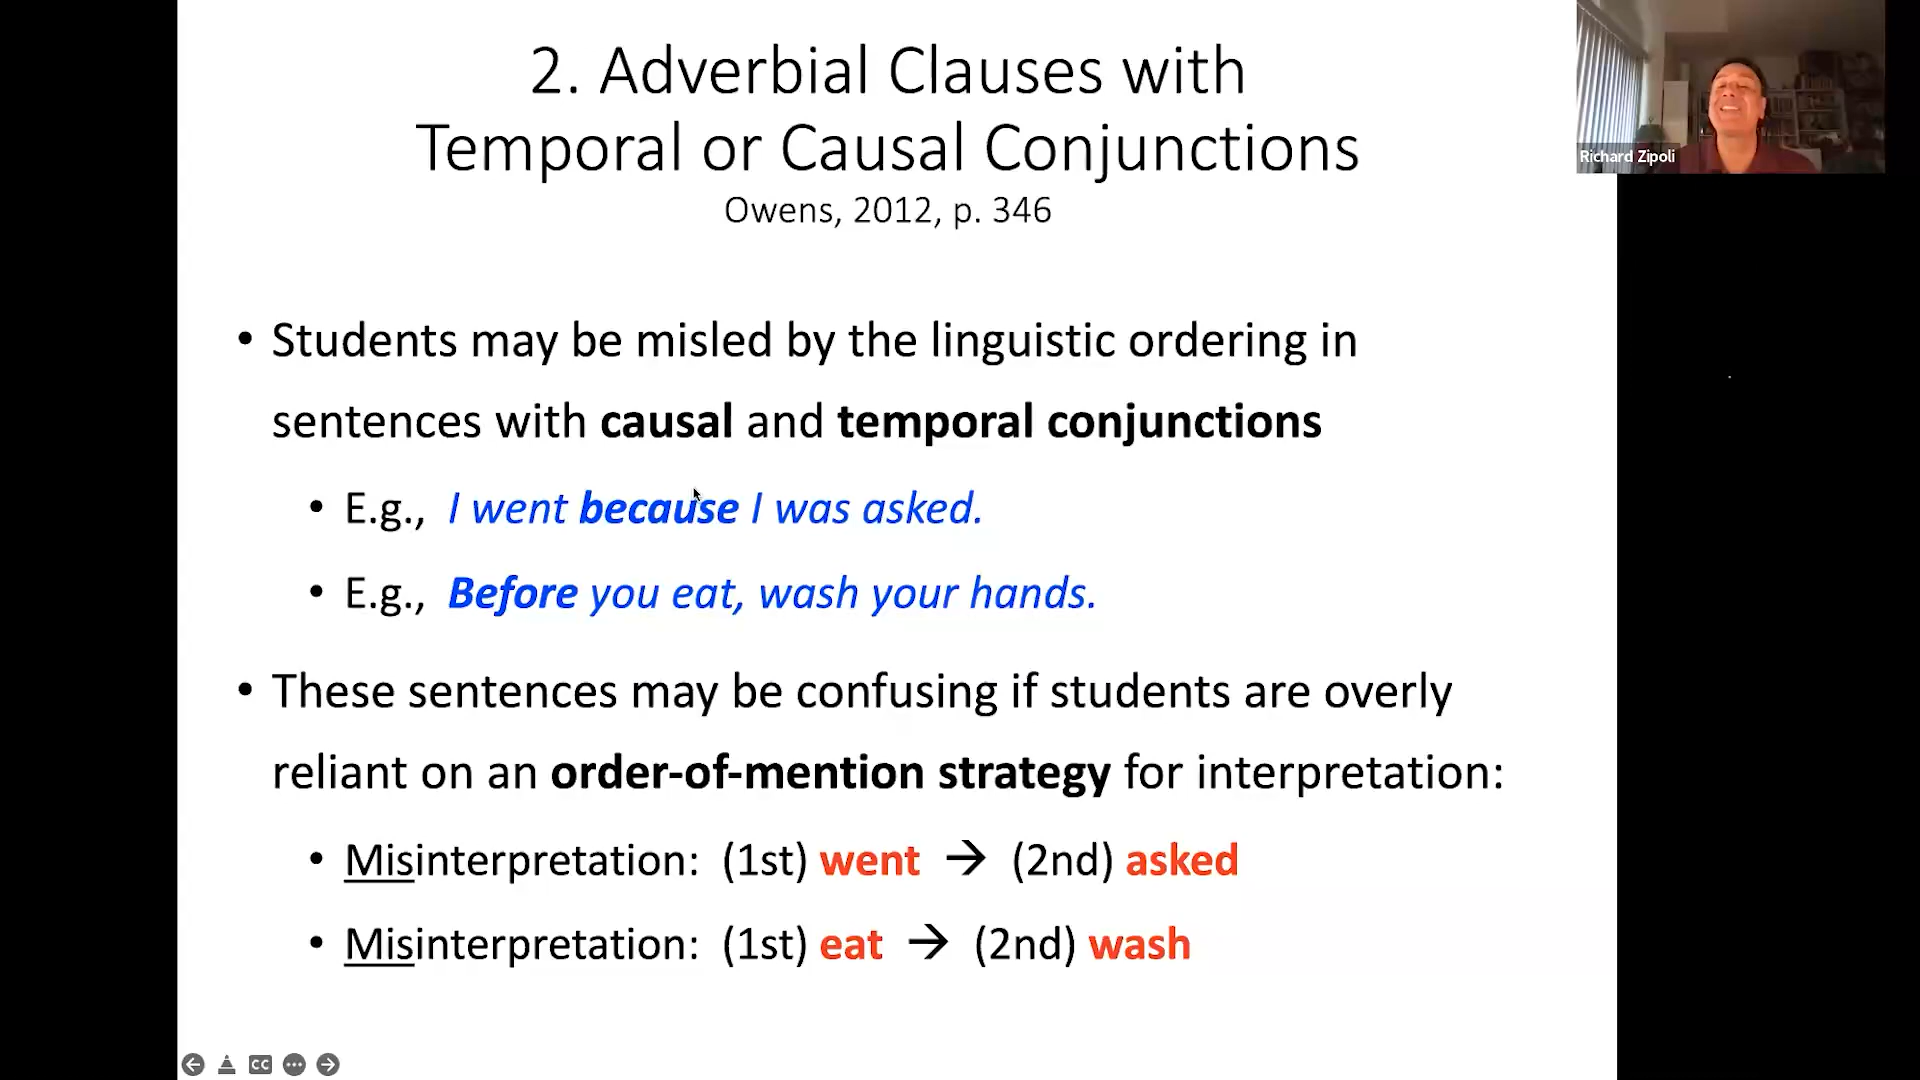 2. Adverbial Clauses with
Temporal or Causal Conjunctions
Owens, 2012, p. 346
Richard Zipoli
• Students may be misled by the linguistic ordering in
sentences with causal and temporal conjunctions
• E.g., I went because I was asked.
• E.g., Before you eat, wash your hands.
• These sentences may be confusing if students are overly
reliant on an order-of-mention strategy for interpretation:
• Misinterpretation: (1st) went → (2nd) asked
• Misinterpretation: (1st) eat → (2nd) wash
CC